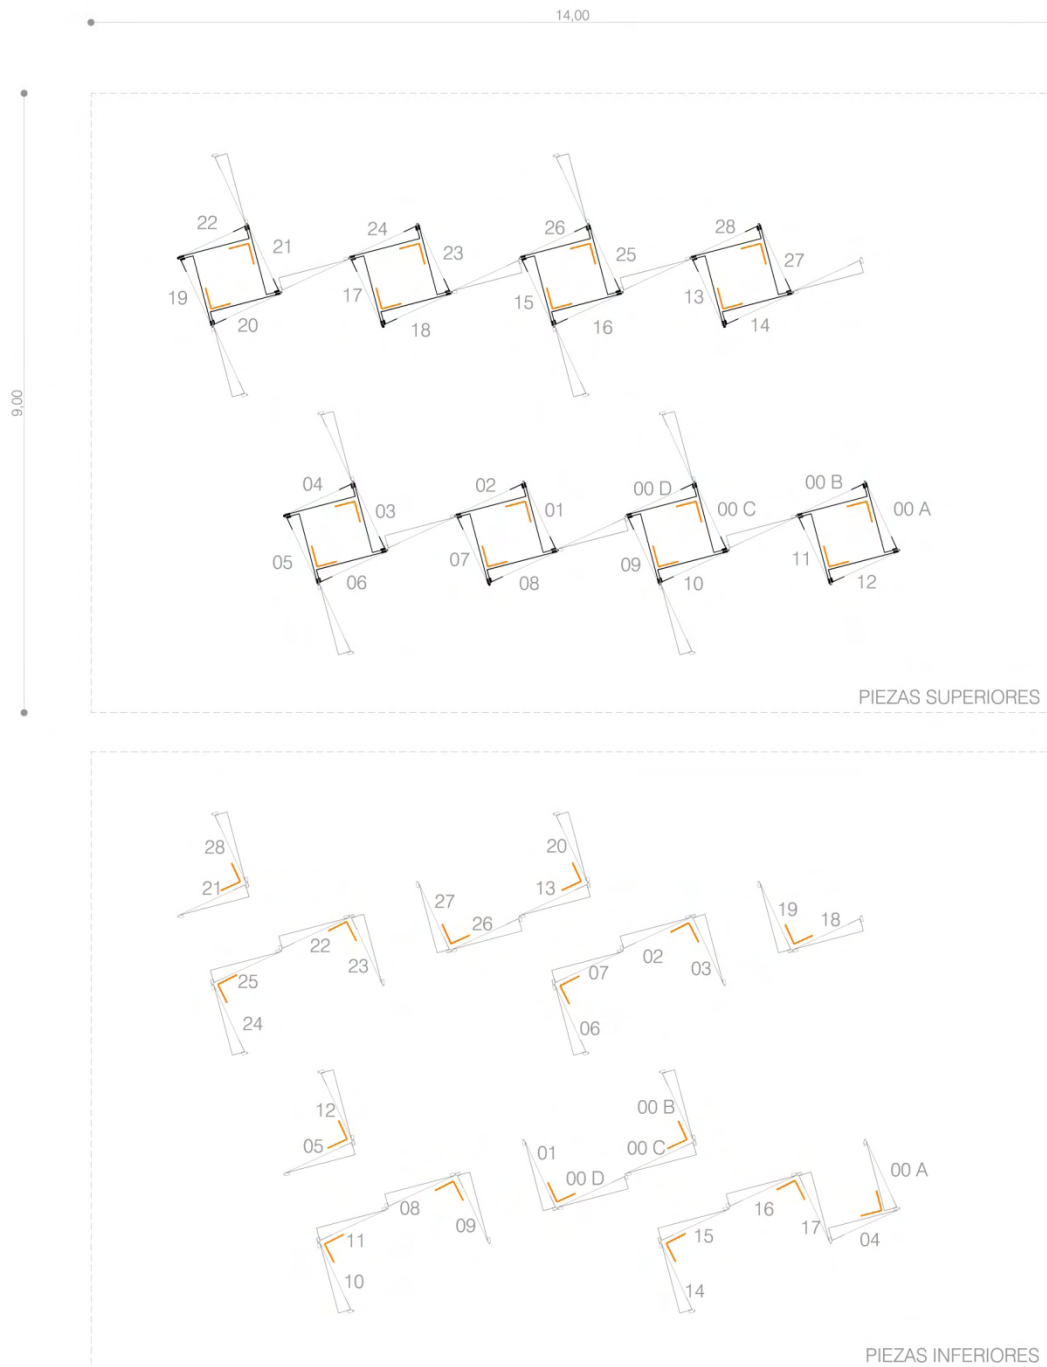 14,00
9,00
22 24 26 28
21 23 25 27
19 17 15 13
20 18 16 14
04 02 00 D 00 B
03 01 00 C 00 A
05 07 09 11
06 08 10 12
PIEZAS SUPERIORES
28 20
21 27 13 19
26 18
22 02
23 25 07 03
24 06
12 00 B
05 01 00 C 00 A
08 00 D 16
09 17
11 15 04
10 14
PIEZAS INFERIORES